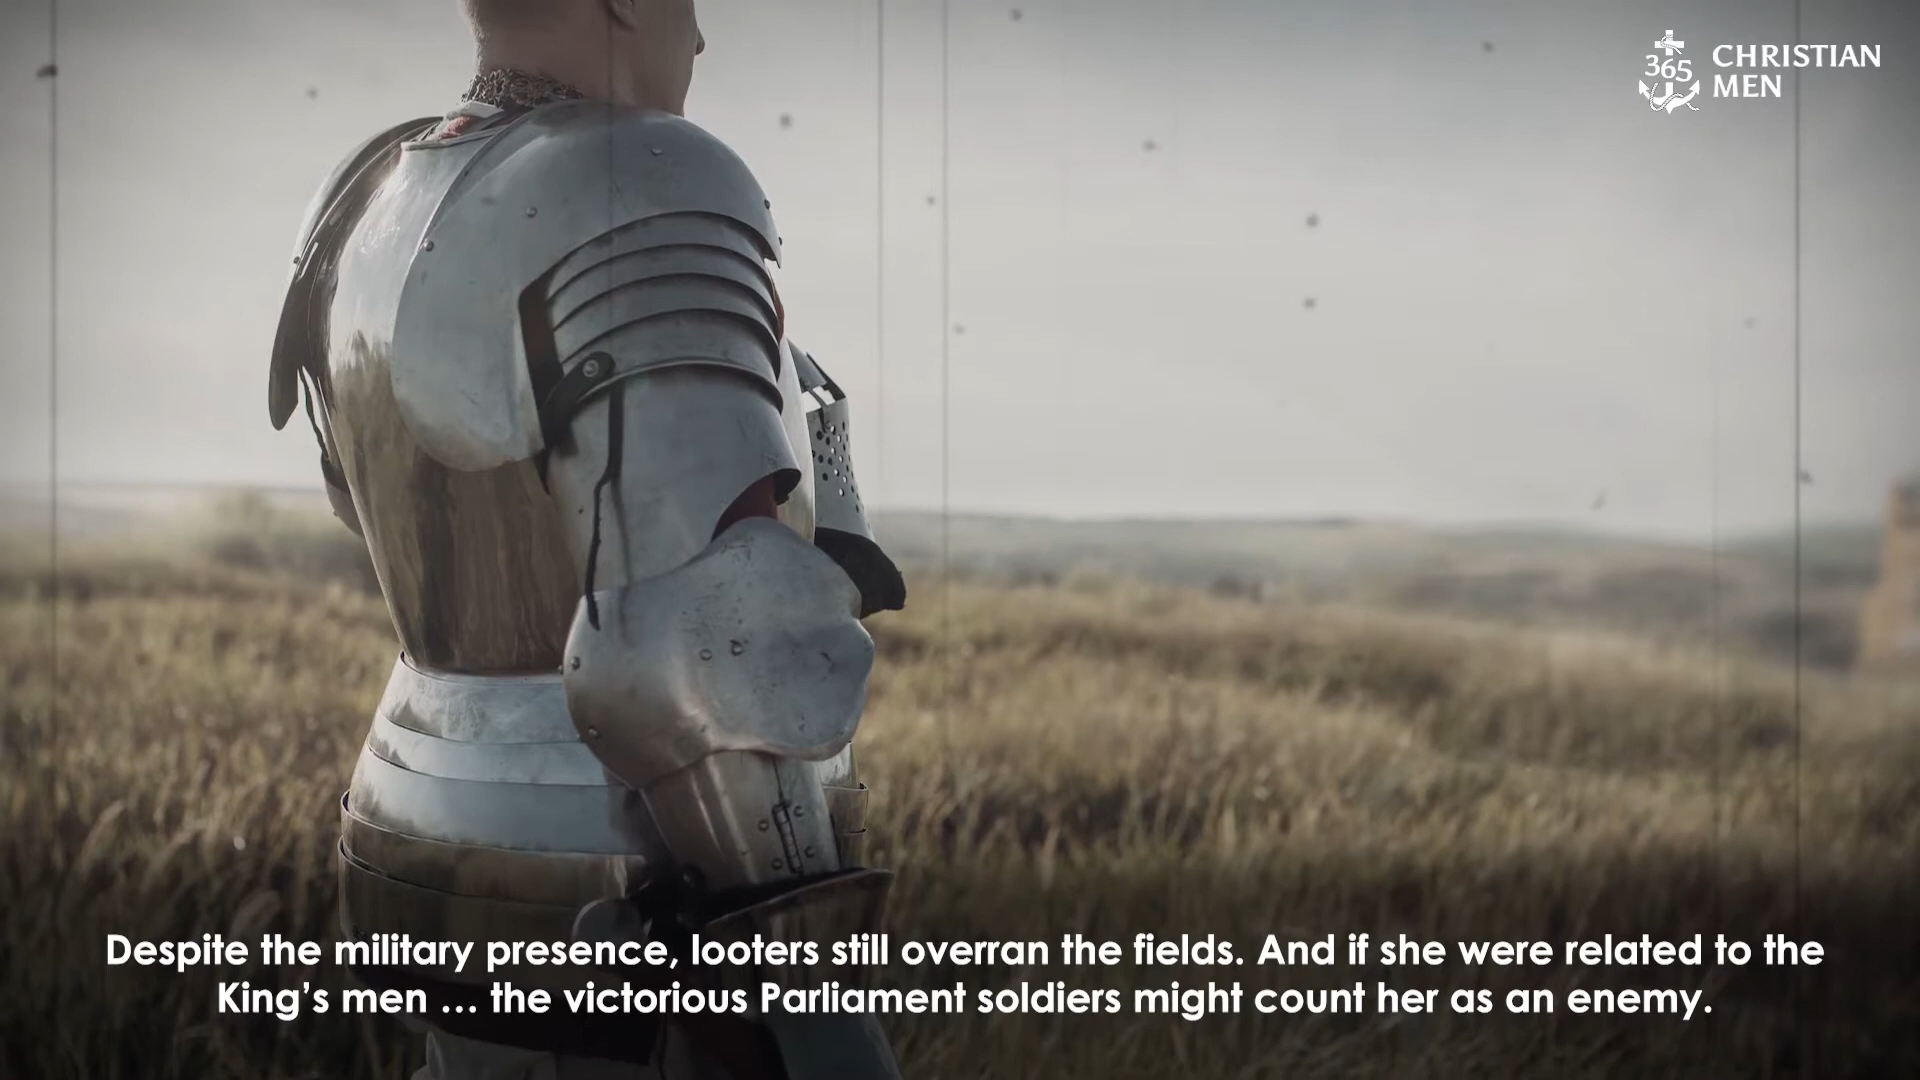 365
CHRISTIAN
MEN
Despite the military presence, looters still overran the fields. And if she were related to the
King’s men ... the victorious Parliament soldiers might count her as an enemy.